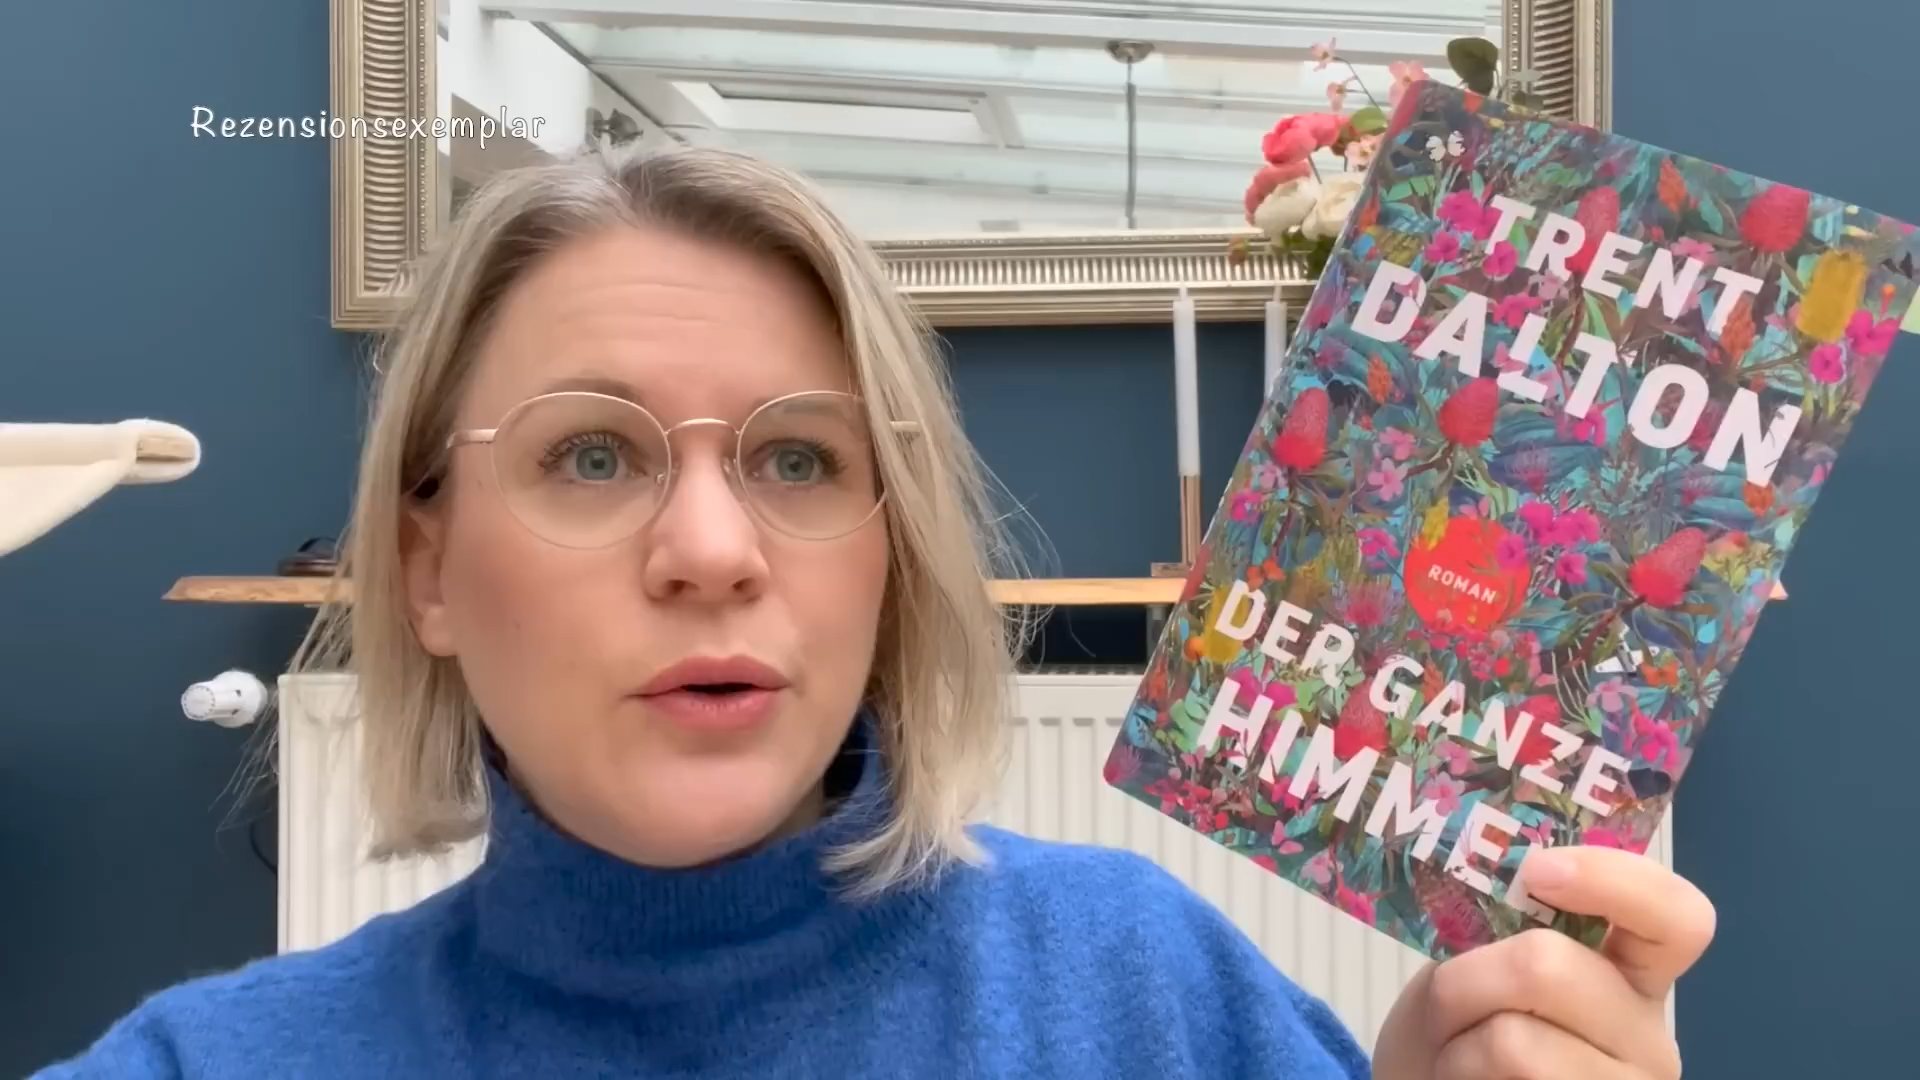 Rezensionsexemplar
TRENT
DALTON
ROMAN
DER GANZE
HIMMEL